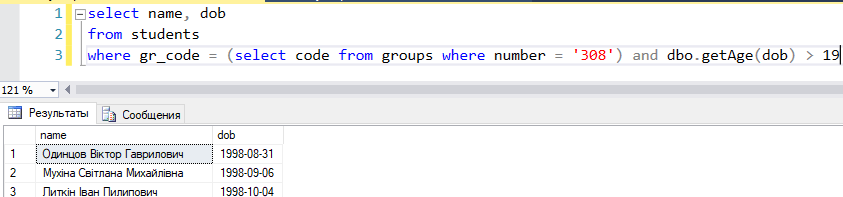 1 select name, dob
2 from students
3 where gr_code = (select code from groups where number = '308') and dbo.getAge(dob) > 19
121 %
Результаты Сообщения
name dob
1 Одинцов Віктор Гаврилович 1998-08-31
2 Мухіна Світлана Михайлівна 1998-09-06
3 Литкін Іван Пилипович 1998-10-04